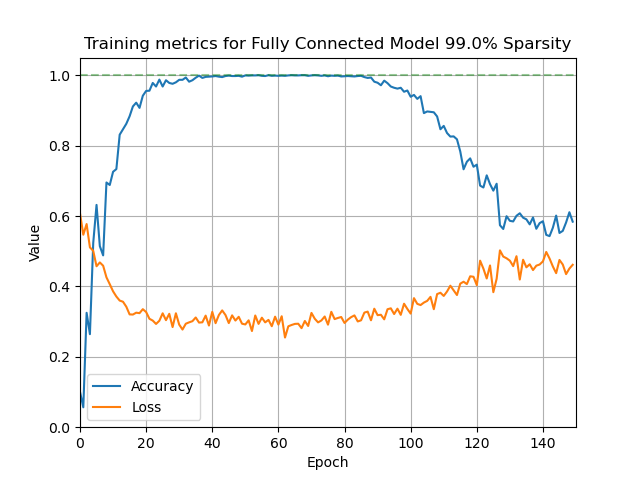 Training metrics for Fully Connected Model 99.0% Sparsity
Value
1.0
0.8
0.6
0.4
0.2
0.0
Accuracy
Loss
0 20 40 60 80 100 120 140
Epoch